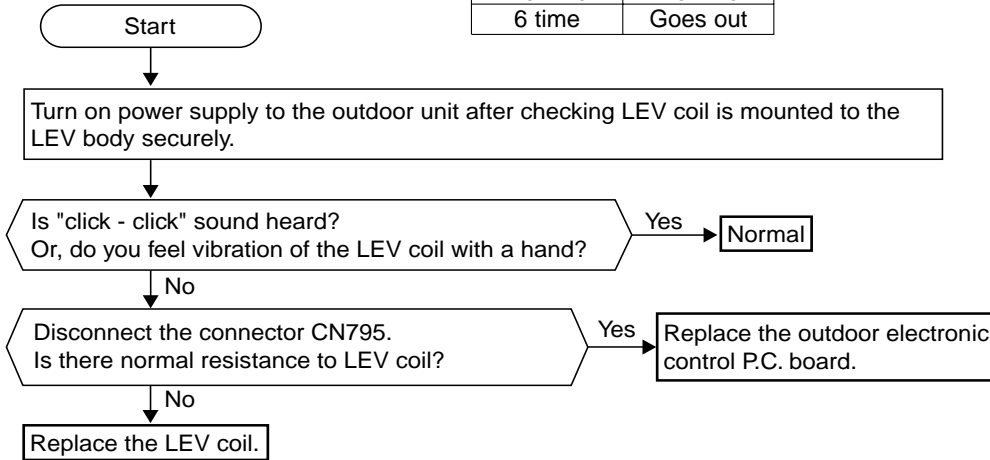 6 time Goes out
Start
Turn on power supply to the outdoor unit after checking LEV coil is mounted to the
LEV body securely.
Is "click - click" sound heard?
Or, do you feel vibration of the LEV coil with a hand?
Yes
Normal
No
Disconnect the connector CN795.
Is there normal resistance to LEV coil?
Yes
Replace the outdoor electronic
control P.C. board.
No
Replace the LEV coil.